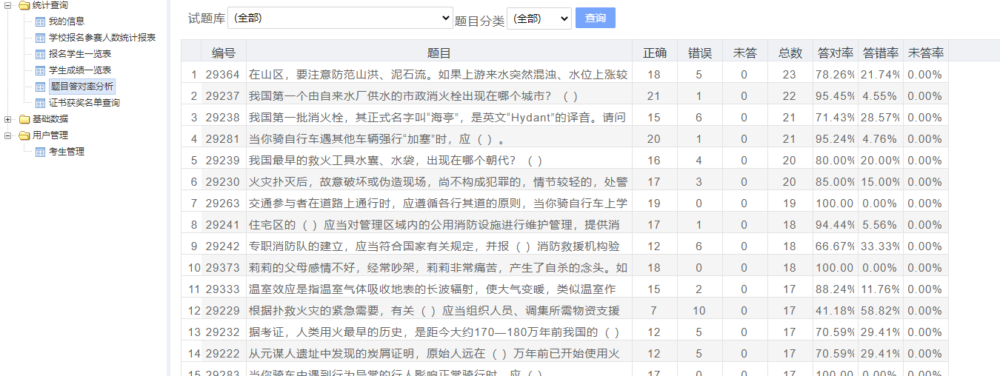 统计查询
我的信息
学校报名参赛人数统计报表
报名学生一览表
学生成绩一览表
题目答对率分析
证书获奖名单查询
基础数据
用户管理
考生管理
试题库 (全部) 题目分类 (全部) 查询
编号 题目 正确 错误 未答 总数 答对率 答错率 未答率
1 29364 在山区，要注意防范山洪、泥石流。如果上游来水突然混浊、水位上涨较 18 5 0 23 78.26% 21.74% 0.00%
2 29237 我国第一个由自来水厂供水的市政消火栓出现在哪个城市？（ ） 21 1 0 22 95.45% 4.55% 0.00%
3 29238 我国第一批消火栓，其正式名字叫“海亭”，是英文“Hydant”的译音。请问 15 6 0 21 71.43% 28.57% 0.00%
4 29281 当你骑自行车遇其他车辆强行“加塞”时，应（ ）。 20 1 0 21 95.24% 4.76% 0.00%
5 29239 我国最早的救火工具水囊、水袋，出现在哪个朝代？（ ） 16 4 0 20 80.00% 20.00% 0.00%
6 29230 火灾扑灭后，故意破坏或伪造现场，尚不构成犯罪的，情节较轻的，处警 17 3 0 20 85.00% 15.00% 0.00%
7 29263 交通参与者在道路上通行时，应遵循各行其道的原则，当你骑自行车上学 19 0 0 19 100.00 0.00% 0.00%
8 29241 住宅区的（ ）应当对管理区域内的公用消防设施进行维护管理，提供消 17 1 0 18 94.44% 5.56% 0.00%
9 29242 专职消防队的建立，应当符合国家有关规定，并报（ ）消防救援机构验 12 6 0 18 66.67% 33.33% 0.00%
10 29373 莉莉的父母感情不好，经常吵架，莉莉非常痛苦，产生了自杀的念头。如 18 0 0 18 100.00 0.00% 0.00%
11 29333 温室效应是指温室气体吸收地表的长波辐射，使大气变暖，类似温室作 15 2 0 17 88.24% 11.76% 0.00%
12 29229 根据扑救火灾的紧急需要，有关（ ）应当组织人员、调集所需物资支援 7 10 0 17 41.18% 58.82% 0.00%
13 29232 据考证，人类用火最早的历史，是距今大约170—180万年前我国的（ ） 12 5 0 17 70.59% 29.41% 0.00%
14 29222 从元谋人遗址中发现的炭屑证明，原始人远在（ ）万年前已开始使用火 12 5 0 17 70.59% 29.41% 0.00%
15 29283 当你骑车中遇到行为异常的行人影响正常骑行时，应（ ） 17 0 0 17 100.00 0.00% 0.00%